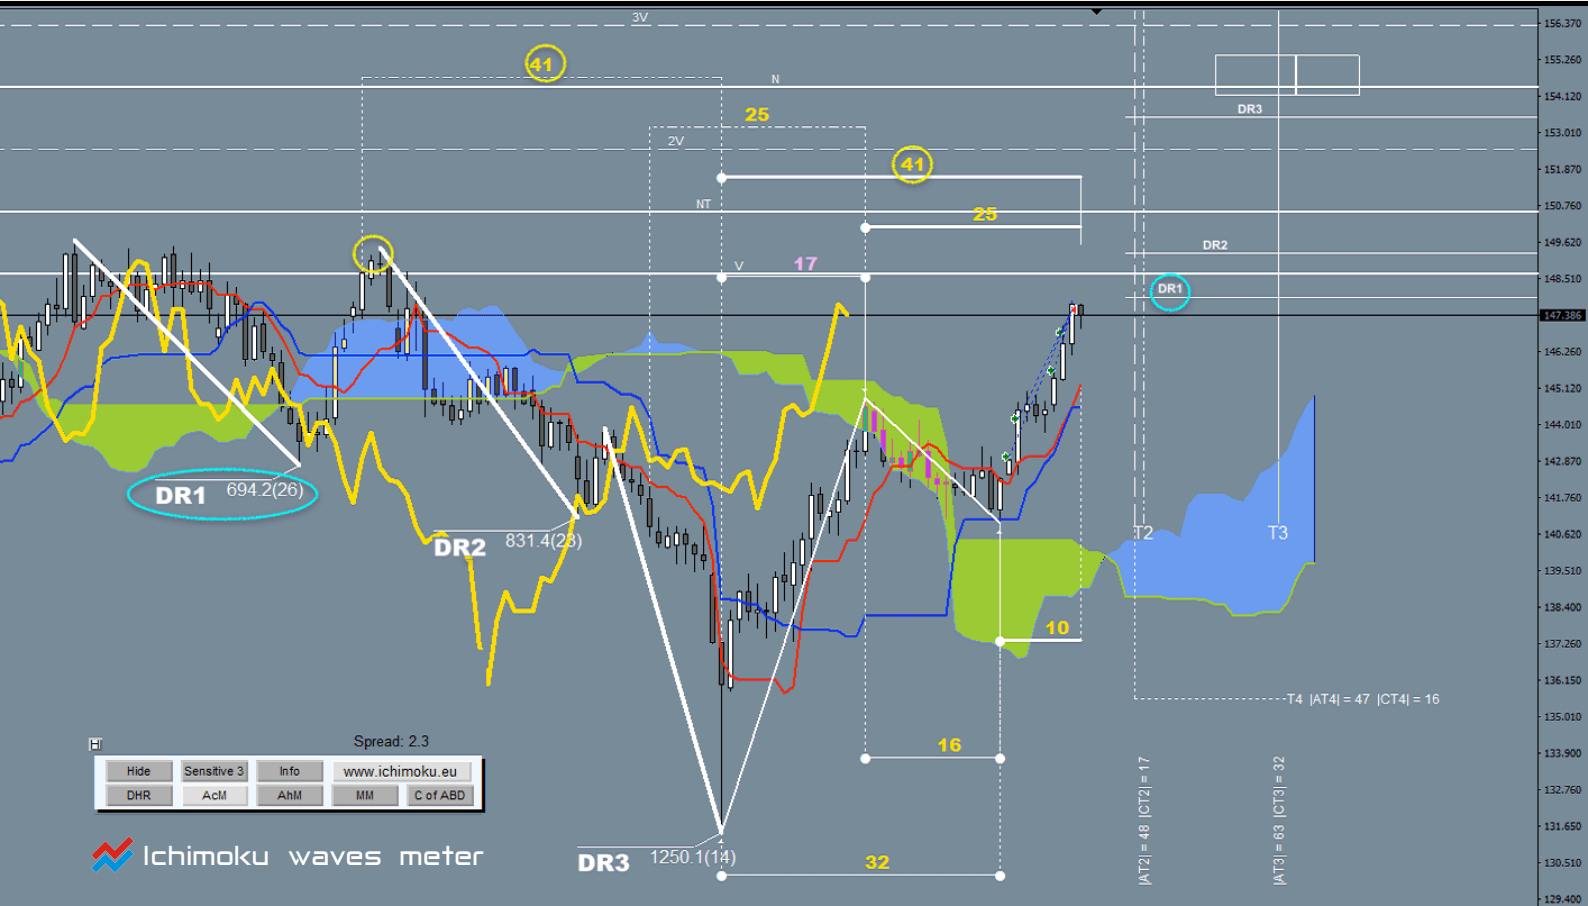 3V
156.370
41
155.260
N
154.120
DR3
25
153.010
2V
41
151.870
NT
150.760
25
149.620
DR2
V
17
148.510
DR1
147.386
146.260
145.120
144.010
142.870
DR1 694.2(26)
141.760
DR2 831.4(23)
T2
T3
140.620
139.510
138.400
10
137.260
136.150
T4 |AT4| = 47 |CT4| = 16
135.010
H
Spread: 2.3
16
133.900
Hide
Sensitive 3
Info
www.ichimoku.eu
DHR
AcM
AhM
MM
C of ABD
132.760
|AT2| = 48 |CT2| = 17
|AT3| = 63 |CT3| = 32
131.650
Ichimoku waves meter
DR3 1250.1(14)
32
130.510
129.400